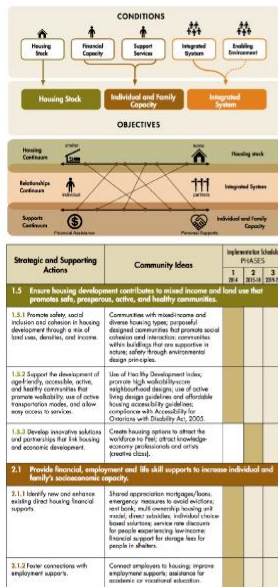 CONDITIONS
Housing
Stock
Financial
Capacity
Support
Services
Integrated
System
Enabling
Environment
Housing Stock
Individual and Family
Capacity
Integrated
System
OBJECTIVES
Housing
Continuum
shelter
home
Housing stock
Relationships
Continuum
individual
partners
Integrated System
Supports
Continuum
Financial Assistance
Personal Supports
Individual and Family
Capacity
Strategic and Supporting
Actions
Community Ideas
Implementation Schedule
PHASES
1
2014
2
2015-18
3
1.5 Ensure housing development contributes to mixed income and land use that
promotes safe, prosperous, active, and healthy communities.
1.5.1 Promote safety, social
inclusion and cohesion in housing
development through a mix of
land uses, densities, and income.
Communities with mixed-income and
diverse housing types; purposeful
designed communities that promote social
cohesion and interaction; communities
within buildings that are supportive in
nature; safety through environmental
design principles.
1.5.2 Support the development of
age-friendly, accessible, active,
and healthy communities that
promote walkability, use of active
transportation modes, and allow
easy access to services.
Use of Healthy Development Index;
promote high walkability-score
neighbourhood designs; use of active
living design guidelines and affordable
housing accessibility guidelines;
compliance with Accessibility for
Ontarians with Disability Act, 2005.
1.5.3 Develop innovative solutions
and partnerships that link housing
and economic development.
Create housing options to attract the
workforce to Peel; attract knowledge-
economy professionals and artists
(creative class).
2.1 Provide financial, employment and life skill supports to increase individual and
family's socioeconomic capacity.
2.1.1 Identify new and enhance
existing direct housing financial
supports.
Shared appreciation mortgages/loans;
emergency measures to avoid evictions;
rent bank; multi ownership housing unit
model; direct subsidies, individual choice-
based solutions; service rate discounts
for people experiencing low-income;
financial support for storage fees for
people in shelters.
2.1.2 Foster connections with
employment supports.
Connect employers to housing; improve
employment supports; assistance for
academic or vocational education.